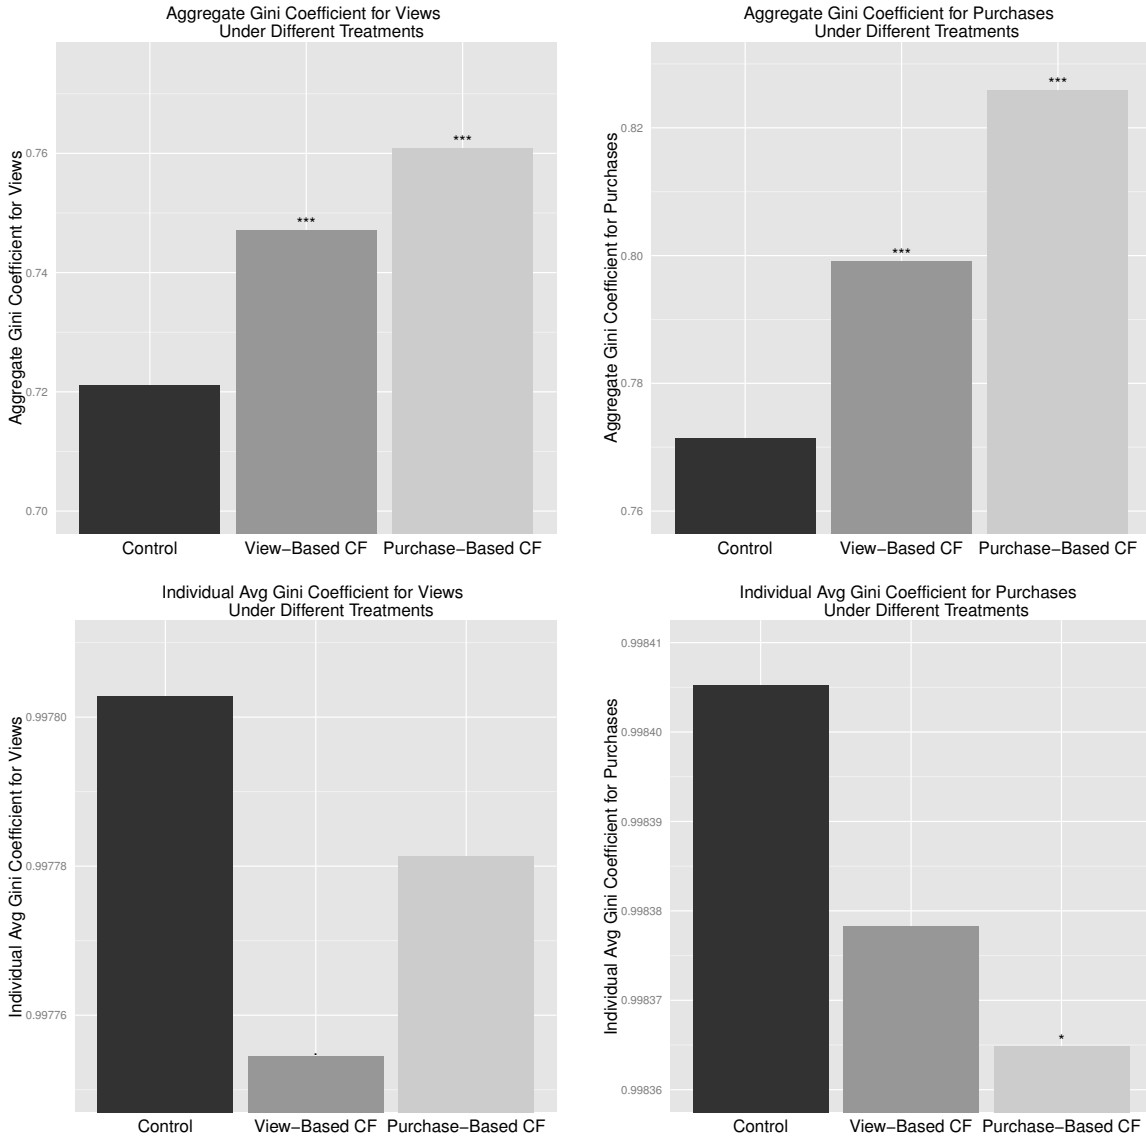 Aggregate Gini Coefficient for Views
Under Different Treatments
Aggregate Gini Coefficient for Views
0.76
0.74
0.72
0.70
***
***
Control
View−Based CF
Purchase−Based CF
Aggregate Gini Coefficient for Purchases
Under Different Treatments
Aggregate Gini Coefficient for Purchases
0.82
0.80
0.78
0.76
***
***
Control
View−Based CF
Purchase−Based CF
Individual Avg Gini Coefficient for Views
Under Different Treatments
Individual Avg Gini Coefficient for Views
0.99780
0.99778
0.99776
.
Control
View−Based CF
Purchase−Based CF
Individual Avg Gini Coefficient for Purchases
Under Different Treatments
Individual Avg Gini Coefficient for Purchases
0.99841
0.99840
0.99839
0.99838
0.99837
0.99836
*
Control
View−Based CF
Purchase−Based CF